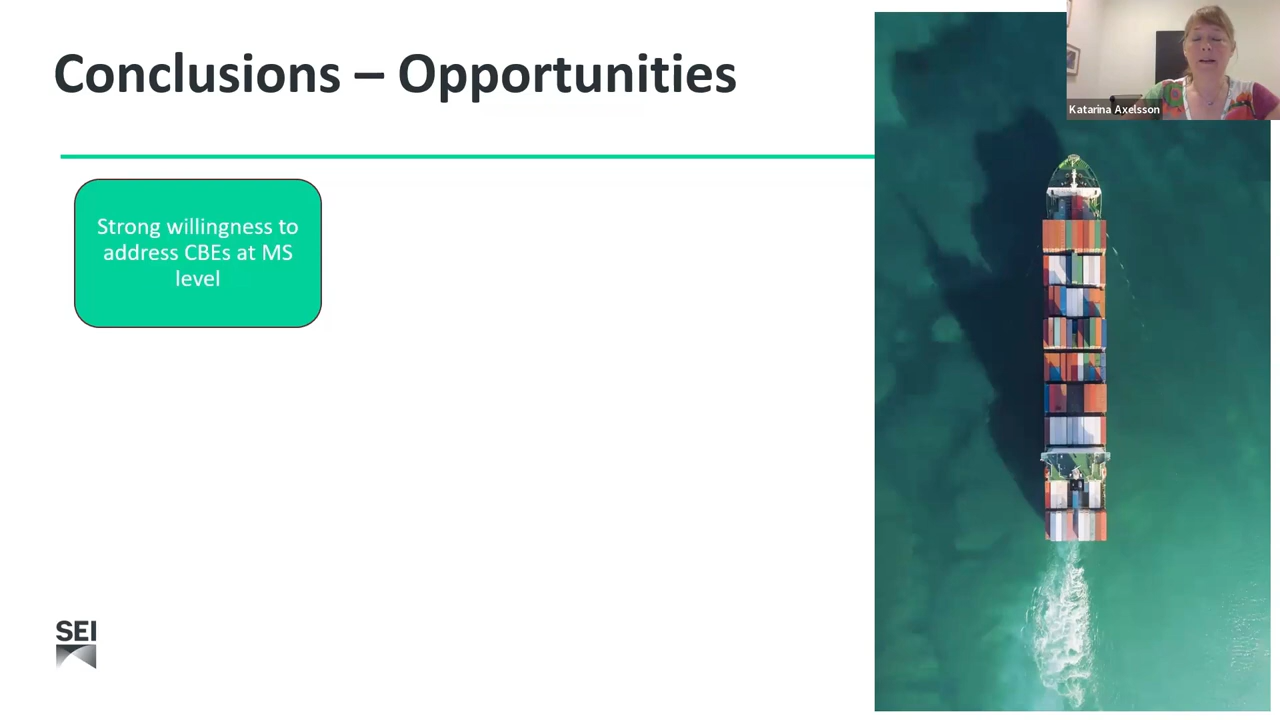 Conclusions – Opportunities
Katarina Axelsson
Strong willingness to
address CBEs at MS
level
SEI